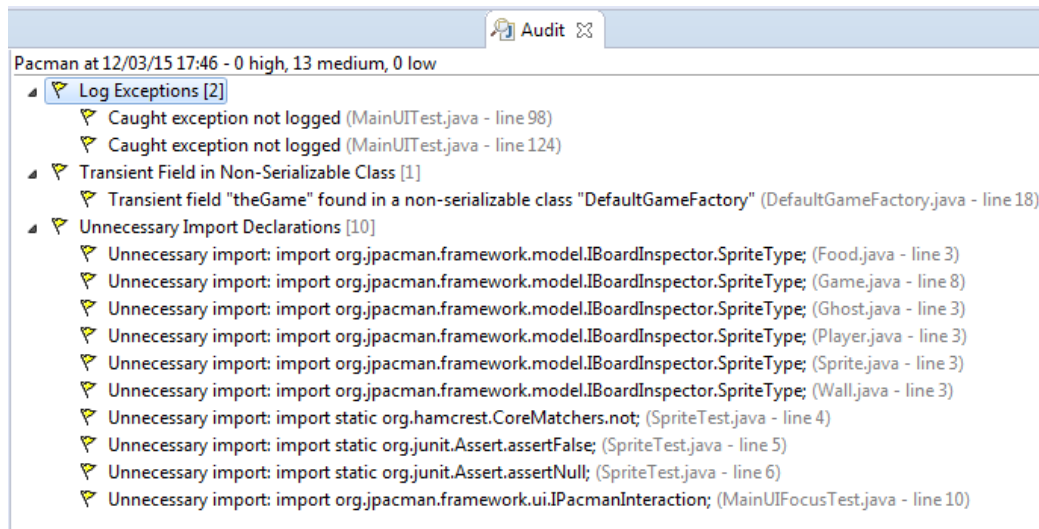 Audit
Pacman at 12/03/15 17:46 - 0 high, 13 medium, 0 low
Log Exceptions [2]
Caught exception not logged (MainUITest.java - line 98)
Caught exception not logged (MainUITest.java - line 124)
Transient Field in Non-Serializable Class [1]
Transient field "theGame" found in a non-serializable class "DefaultGameFactory" (DefaultGameFactory.java - line 18)
Unnecessary Import Declarations [10]
Unnecessary import: import org.jpacman.framework.model.IBoardInspector.SpriteType; (Food.java - line 3)
Unnecessary import: import org.jpacman.framework.model.IBoardInspector.SpriteType; (Game.java - line 8)
Unnecessary import: import org.jpacman.framework.model.IBoardInspector.SpriteType; (Ghost.java - line 3)
Unnecessary import: import org.jpacman.framework.model.IBoardInspector.SpriteType; (Player.java - line 3)
Unnecessary import: import org.jpacman.framework.model.IBoardInspector.SpriteType; (Sprite.java - line 3)
Unnecessary import: import org.jpacman.framework.model.IBoardInspector.SpriteType; (Wall.java - line 3)
Unnecessary import: import static org.hamcrest.CoreMatchers.not; (SpriteTest.java - line 4)
Unnecessary import: import static org.junit.Assert.assertFalse; (SpriteTest.java - line 5)
Unnecessary import: import static org.junit.Assert.assertNull; (SpriteTest.java - line 6)
Unnecessary import: import org.jpacman.framework.ui.IPacmanInteraction; (MainUIFocusTest.java - line 10)